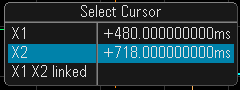 Select Cursor
X1 +480.000000000ms
X2 +718.000000000ms
X1 X2 linked